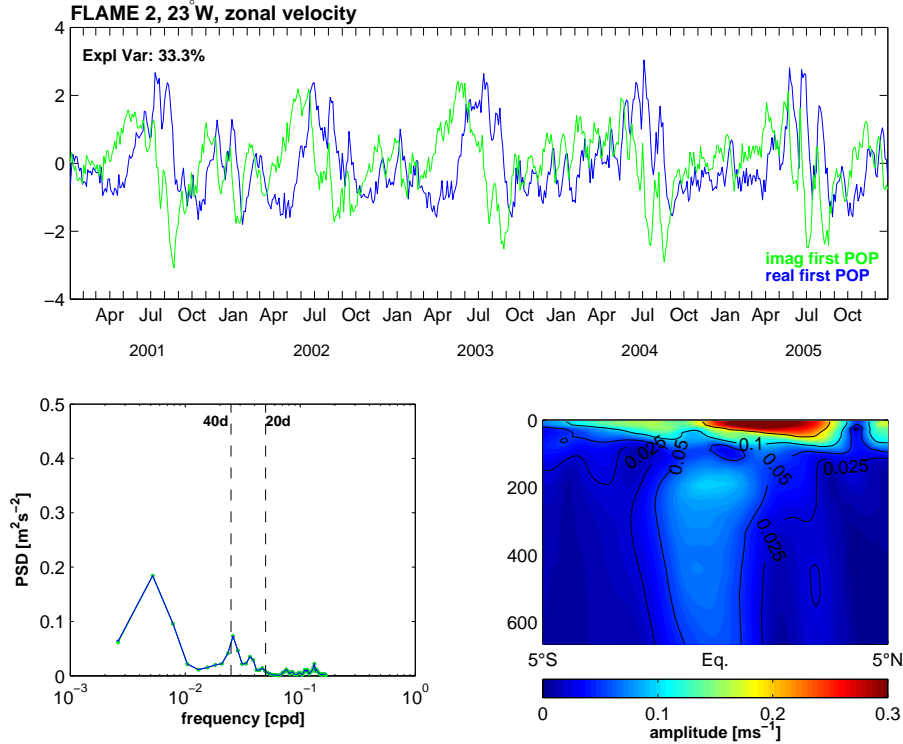 FLAME 2, 23°W, zonal velocity
4
Expl Var: 33.3%
2
0
−2
imag first POP
real first POP
−4
Apr Jul Oct Jan Jul Oct Jan Apr Jul Oct Jan Apr Jul Oct Jan Apr Jul Oct
2001 2002 2003 2004 2005
0.5
40d 20d
0.4
0.3
0.2
0.1
0
PSD [m²s⁻²]
10⁻³ 10⁻² 10⁻¹ 10⁰
frequency [cpd]
0
200
400
600
0.025 0.05 0.1 0.05 0.025
0.025
5°S Eq. 5°N
0 0.1 0.2 0.3
amplitude [ms⁻¹]